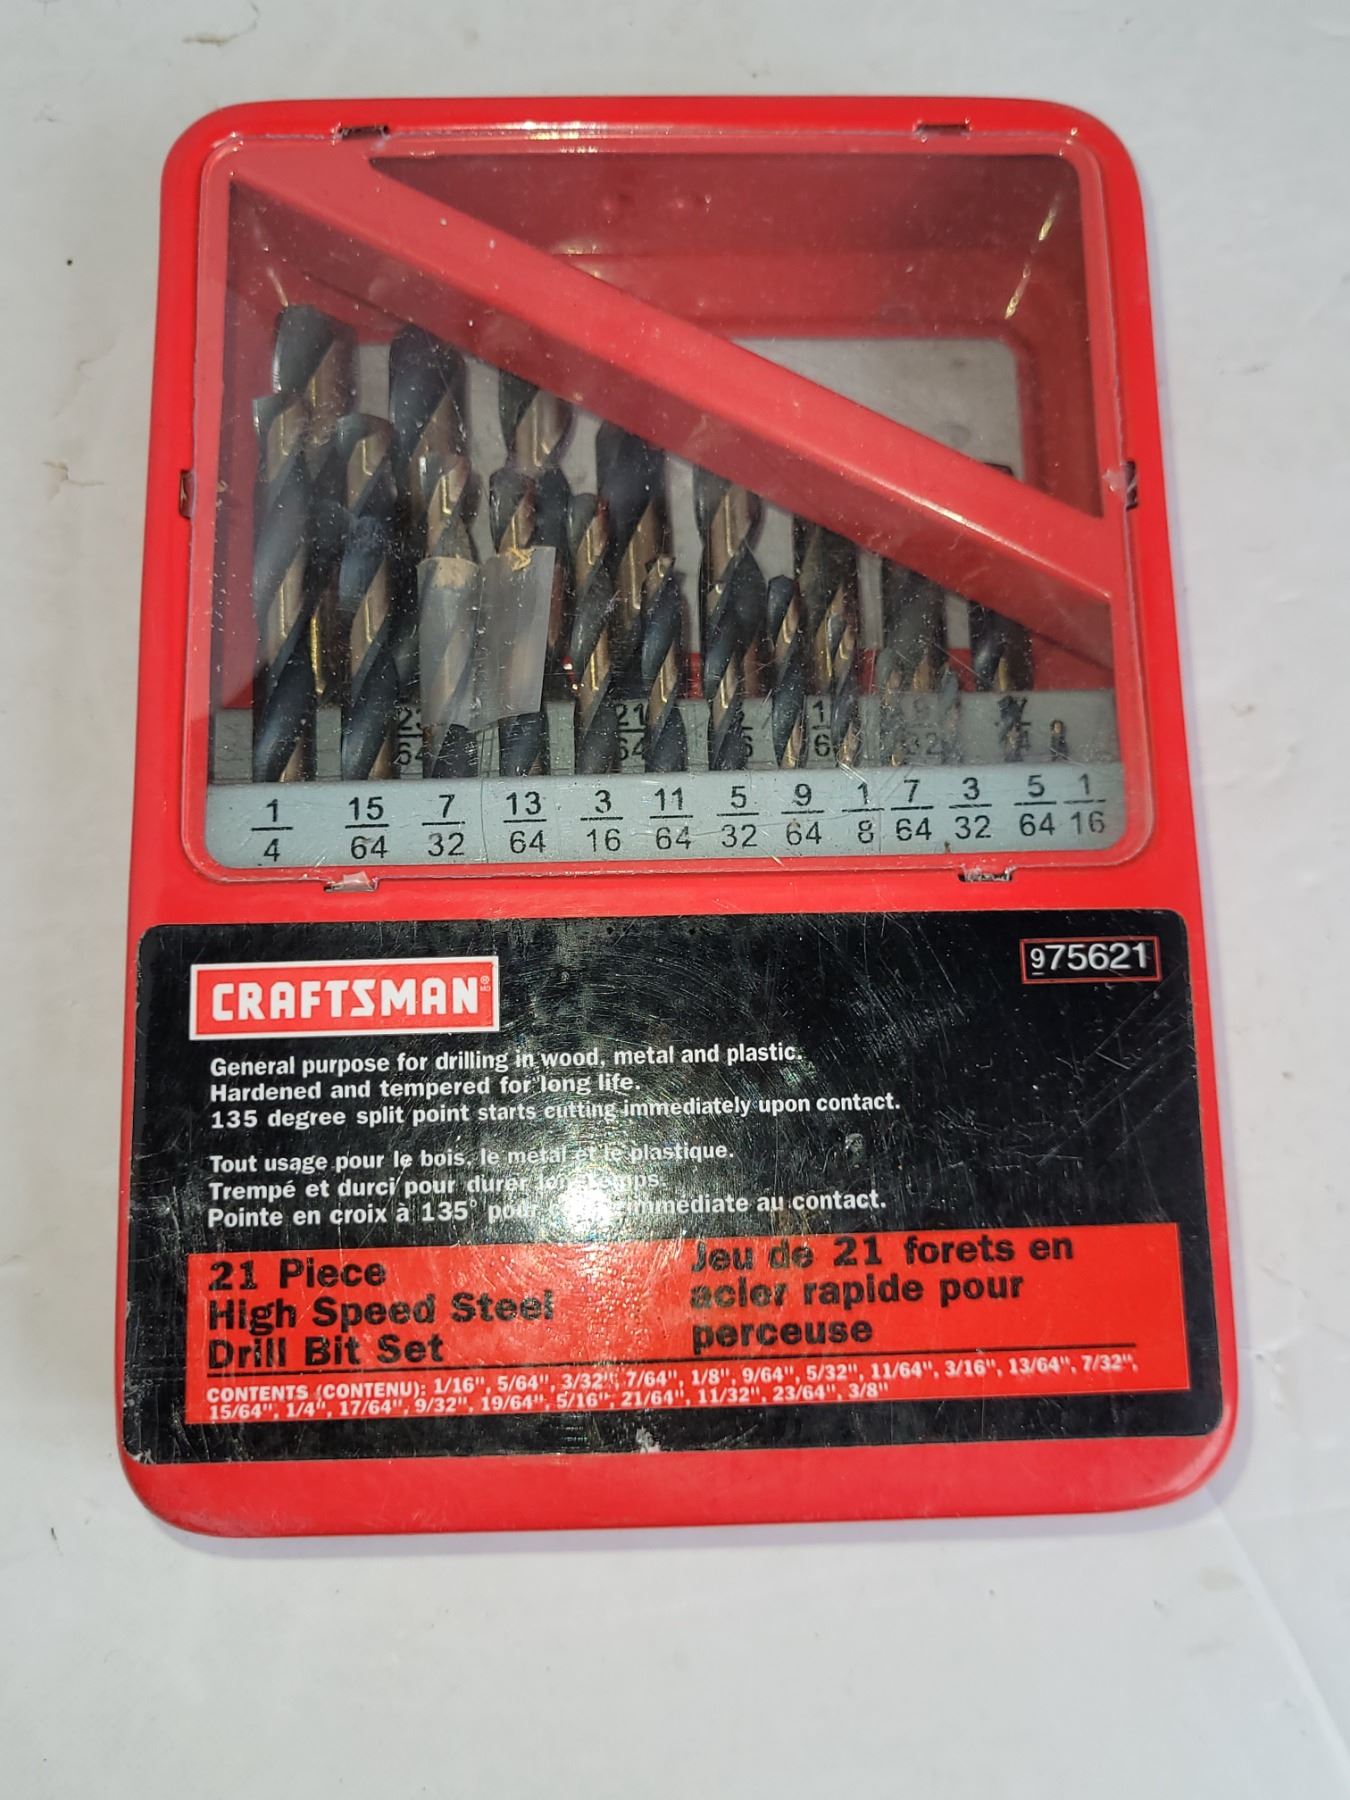 23
64
21
64
1
4
15
64
7
32
13
64
3
16
11
64
5
32
9
64
1
8
7
64
3
32
5
64
1
16
975621
CRAFTSMAN®
General purpose for drilling in wood, metal and plastic.
Hardened and tempered for long life.
135 degree split point starts cutting immediately upon contact.
Tout usage pour le bois, le métal et le plastique.
Trempé et durci pour durer
Pointe en croix à 135° pour immédiate au contact.
21 Piece
High Speed Steel
Drill Bit Set
Jeu de 21 forets en
acier rapide pour
perceuse
CONTENTS (CONTENU): 1/16", 5/64", 3/32", 7/64", 1/8", 9/64", 5/32", 11/64", 3/16", 13/64", 7/32",
15/64", 1/4", 17/64", 9/32", 19/64", 5/16", 21/64", 11/32", 23/64", 3/8"